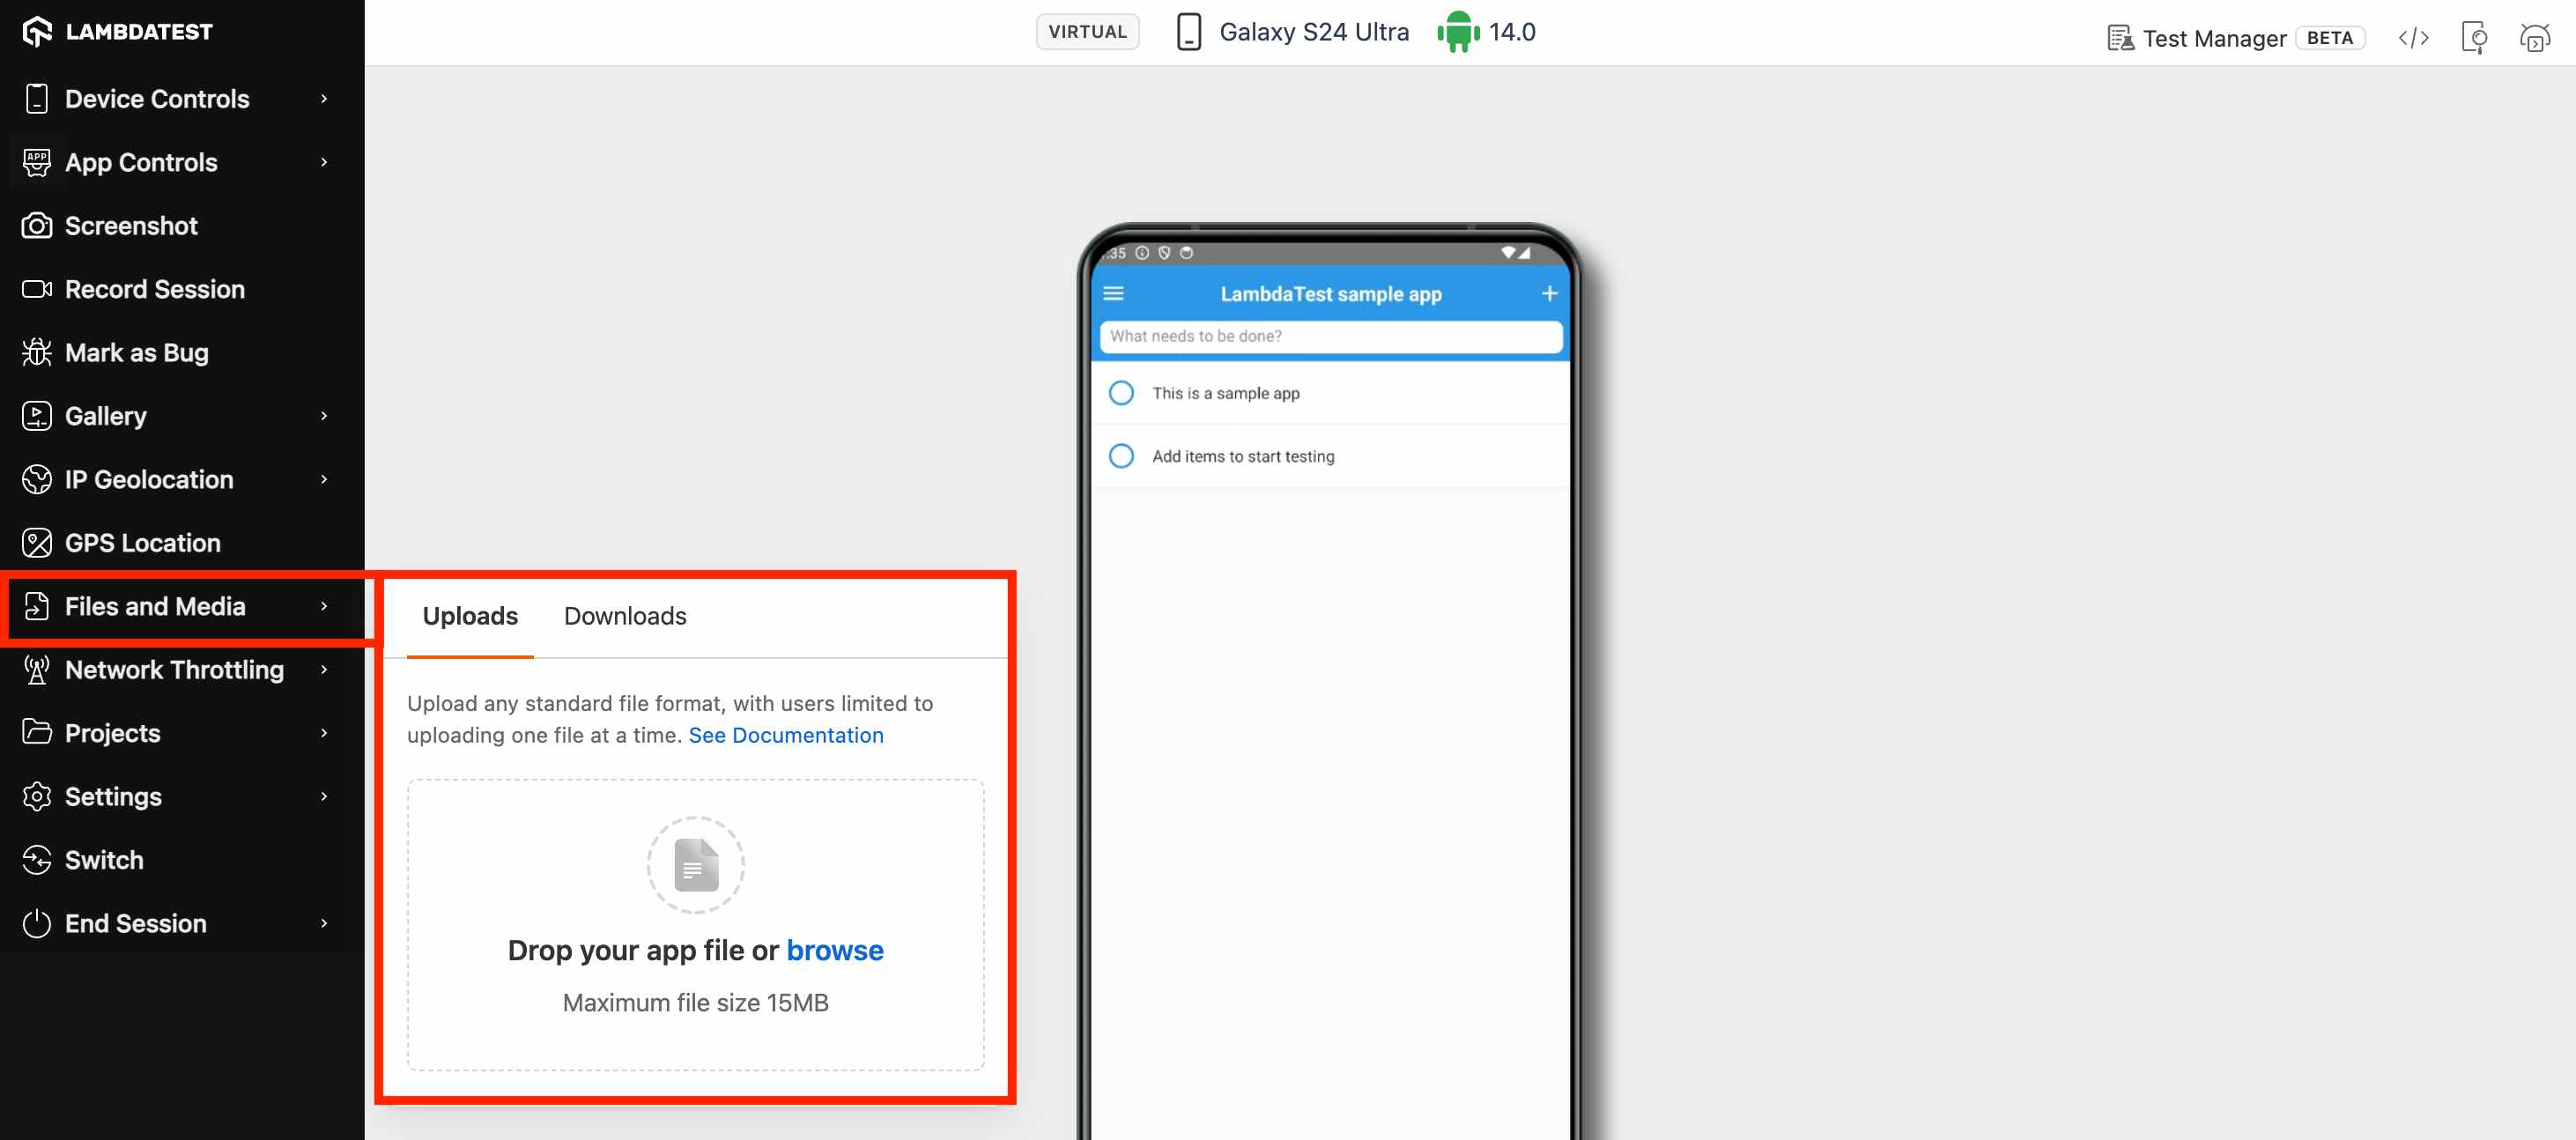 LAMBDATEST
Device Controls
APP
App Controls
Screenshot
Record Session
Mark as Bug
Gallery
IP Geolocation
GPS Location
Files and Media
Network Throttling
Projects
Settings
Switch
End Session
VIRTUAL
Galaxy S24 Ultra
14.0
Test Manager BETA
:35
LambdaTest sample app
What needs to be done?
This is a sample app
Add items to start testing
Uploads Downloads
Upload any standard file format, with users limited to
uploading one file at a time. See Documentation
Drop your app file or browse
Maximum file size 15MB